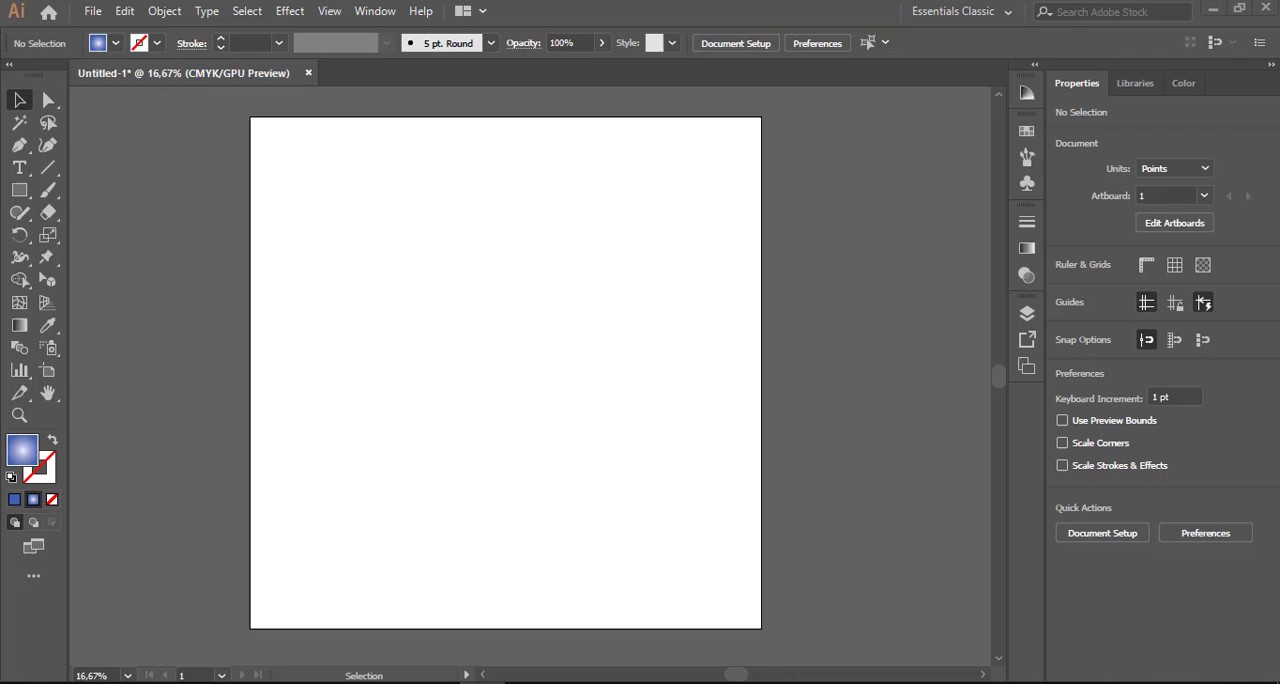 Ai File Edit Object Type Select Effect View Window Help Essentials Classic Search Adobe Stock
No Selection Stroke: 5 pt. Round Opacity: 100% Style: Document Setup Preferences
Untitled-1* @ 16,67% (CMYK/GPU Preview)
Properties Libraries Color
No Selection
Document
Units: Points
Artboard: 1
Edit Artboards
Ruler & Grids
Guides
Snap Options
Preferences
Keyboard Increment: 1 pt
Use Preview Bounds
Scale Corners
Scale Strokes & Effects
Quick Actions
Document Setup Preferences
16,67% 1 Selection